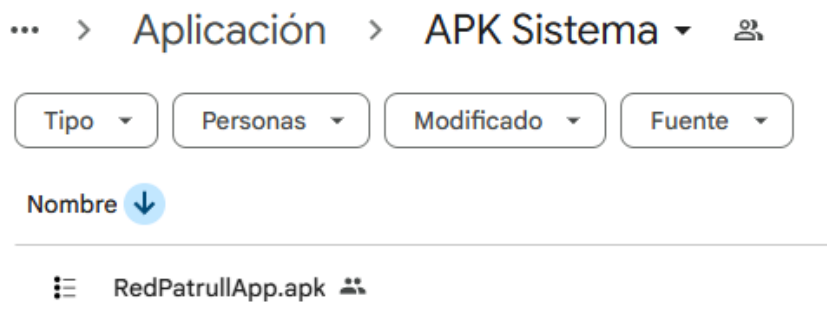 ... > Aplicación > APK Sistema
Tipo Personas Modificado Fuente
Nombre
RedPatrullApp.apk